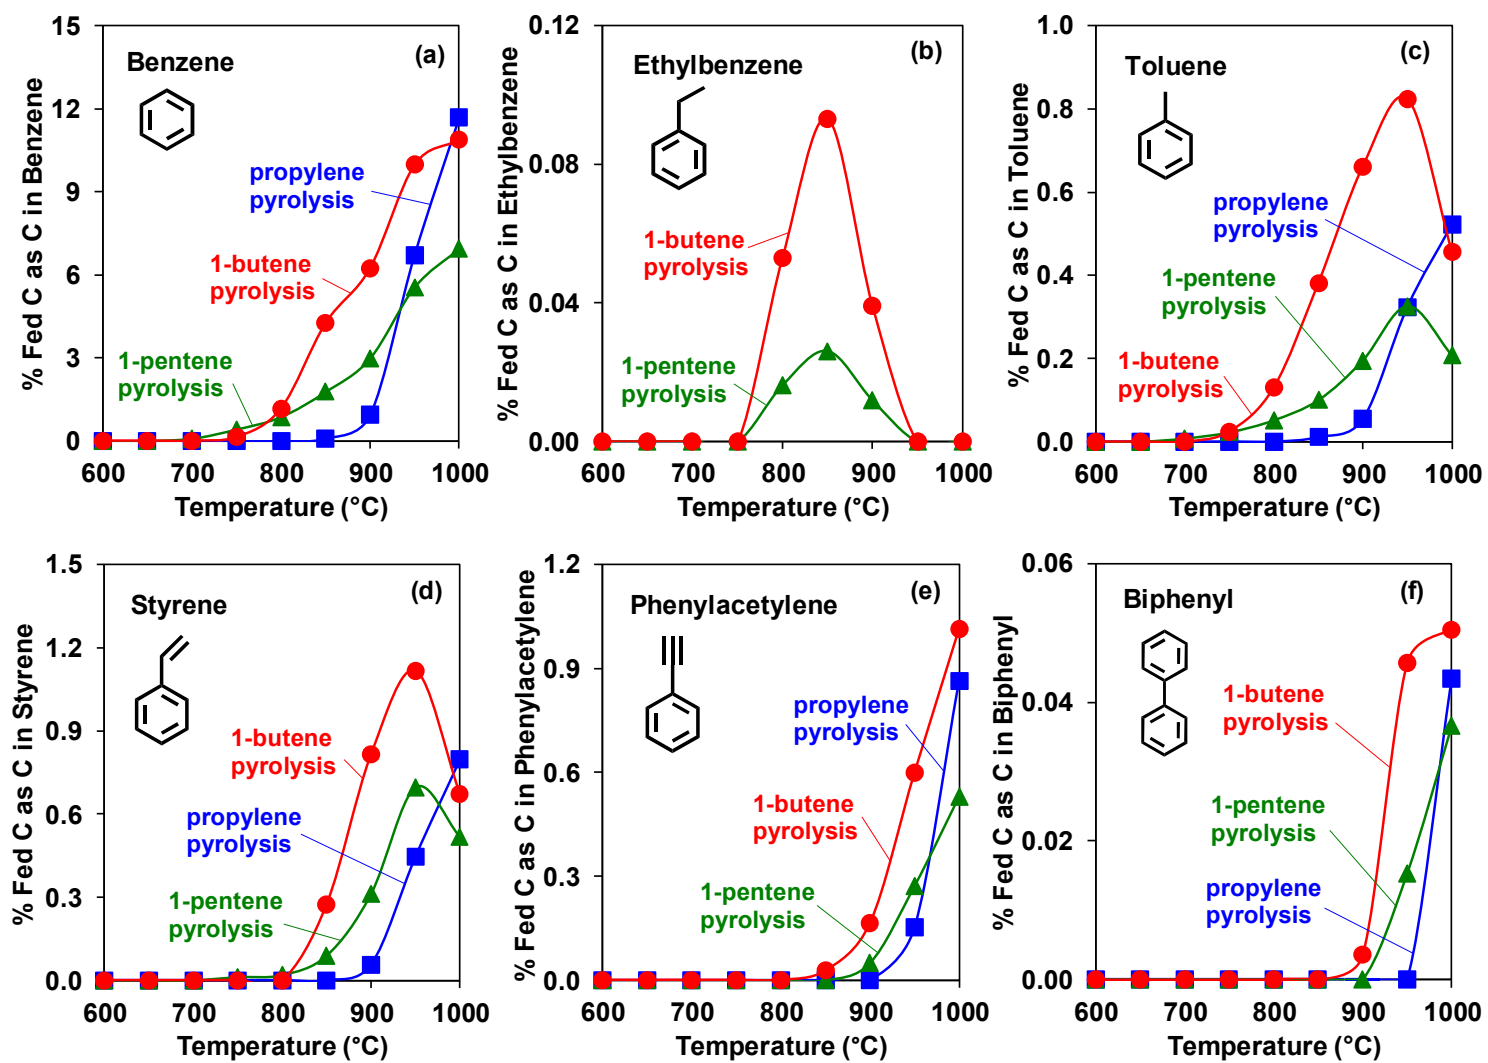 (a)
Benzene
propylene
pyrolysis
1-butene
pyrolysis
1-pentene
pyrolysis
% Fed C as C in Benzene
15
12
9
6
3
0
600 700 800 900 1000
Temperature (°C)
(b)
Ethylbenzene
1-butene
pyrolysis
1-pentene
pyrolysis
% Fed C as C in Ethylbenzene
0.12
0.08
0.04
0.00
600 700 800 900 1000
Temperature (°C)
(c)
Toluene
propylene
pyrolysis
1-pentene
pyrolysis
1-butene
pyrolysis
% Fed C as C in Toluene
1.0
0.8
0.6
0.4
0.2
0.0
600 700 800 900 1000
Temperature (°C)
(d)
Styrene
1-butene
pyrolysis
propylene
pyrolysis
1-pentene
pyrolysis
% Fed C as C in Styrene
1.5
1.2
0.9
0.6
0.3
0.0
600 700 800 900 1000
Temperature (°C)
(e)
Phenylacetylene
propylene
pyrolysis
1-butene
pyrolysis
1-pentene
pyrolysis
% Fed C as C in Phenylacetylene
1.2
0.9
0.6
0.3
0.0
600 700 800 900 1000
Temperature (°C)
(f)
Biphenyl
1-butene
pyrolysis
1-pentene
pyrolysis
propylene
pyrolysis
% Fed C as C in Biphenyl
0.06
0.04
0.02
0.00
600 700 800 900 1000
Temperature (°C)